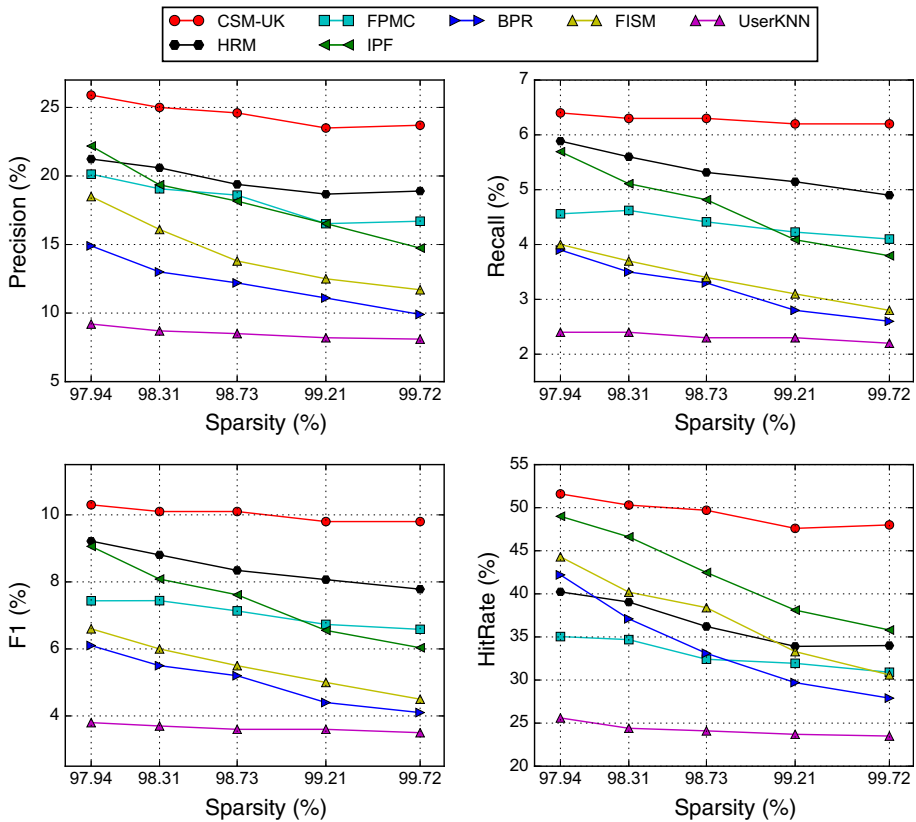 CSM-UK FPMC BPR FISM UserKNN
HRM IPF
Precision (%)
25
20
15
10
5
97.94 98.31 98.73 99.21 99.72
Sparsity (%)
Recall (%)
7
6
5
4
3
2
97.94 98.31 98.73 99.21 99.72
Sparsity (%)
F1 (%)
10
8
6
4
97.94 98.31 98.73 99.21 99.72
Sparsity (%)
HitRate (%)
55
50
45
40
35
30
25
20
97.94 98.31 98.73 99.21 99.72
Sparsity (%)